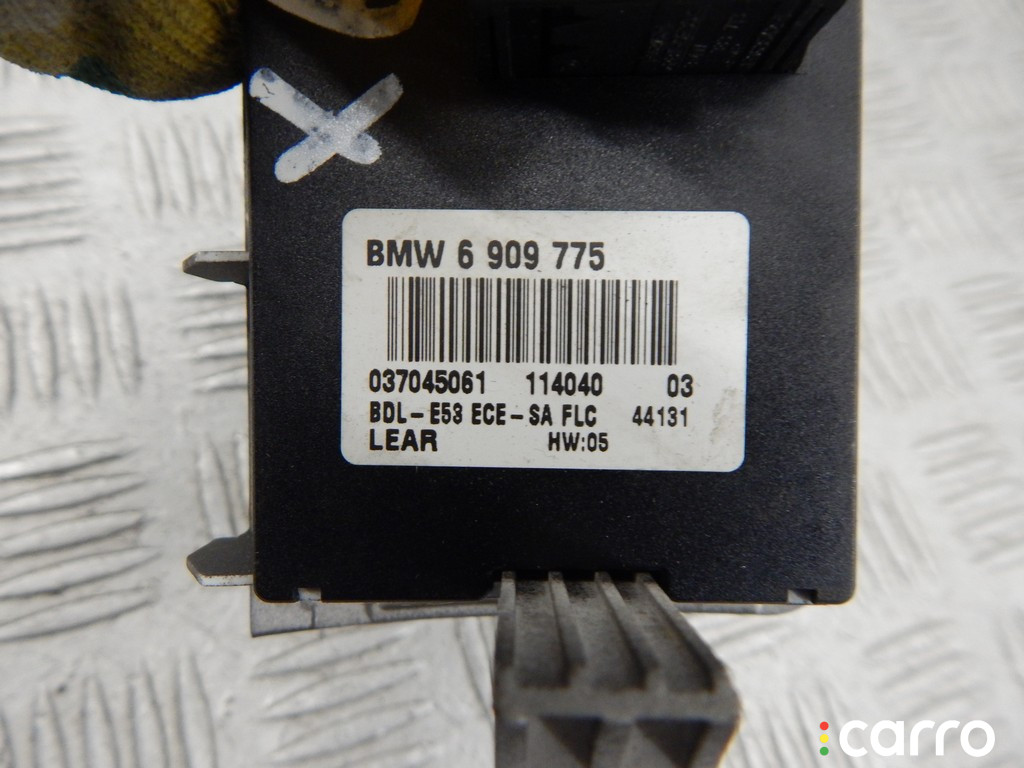 BMW 6 909 775
037045061 114040 03
BDL-E53 ECE-SA FLC 44131
LEAR HW:05
carro